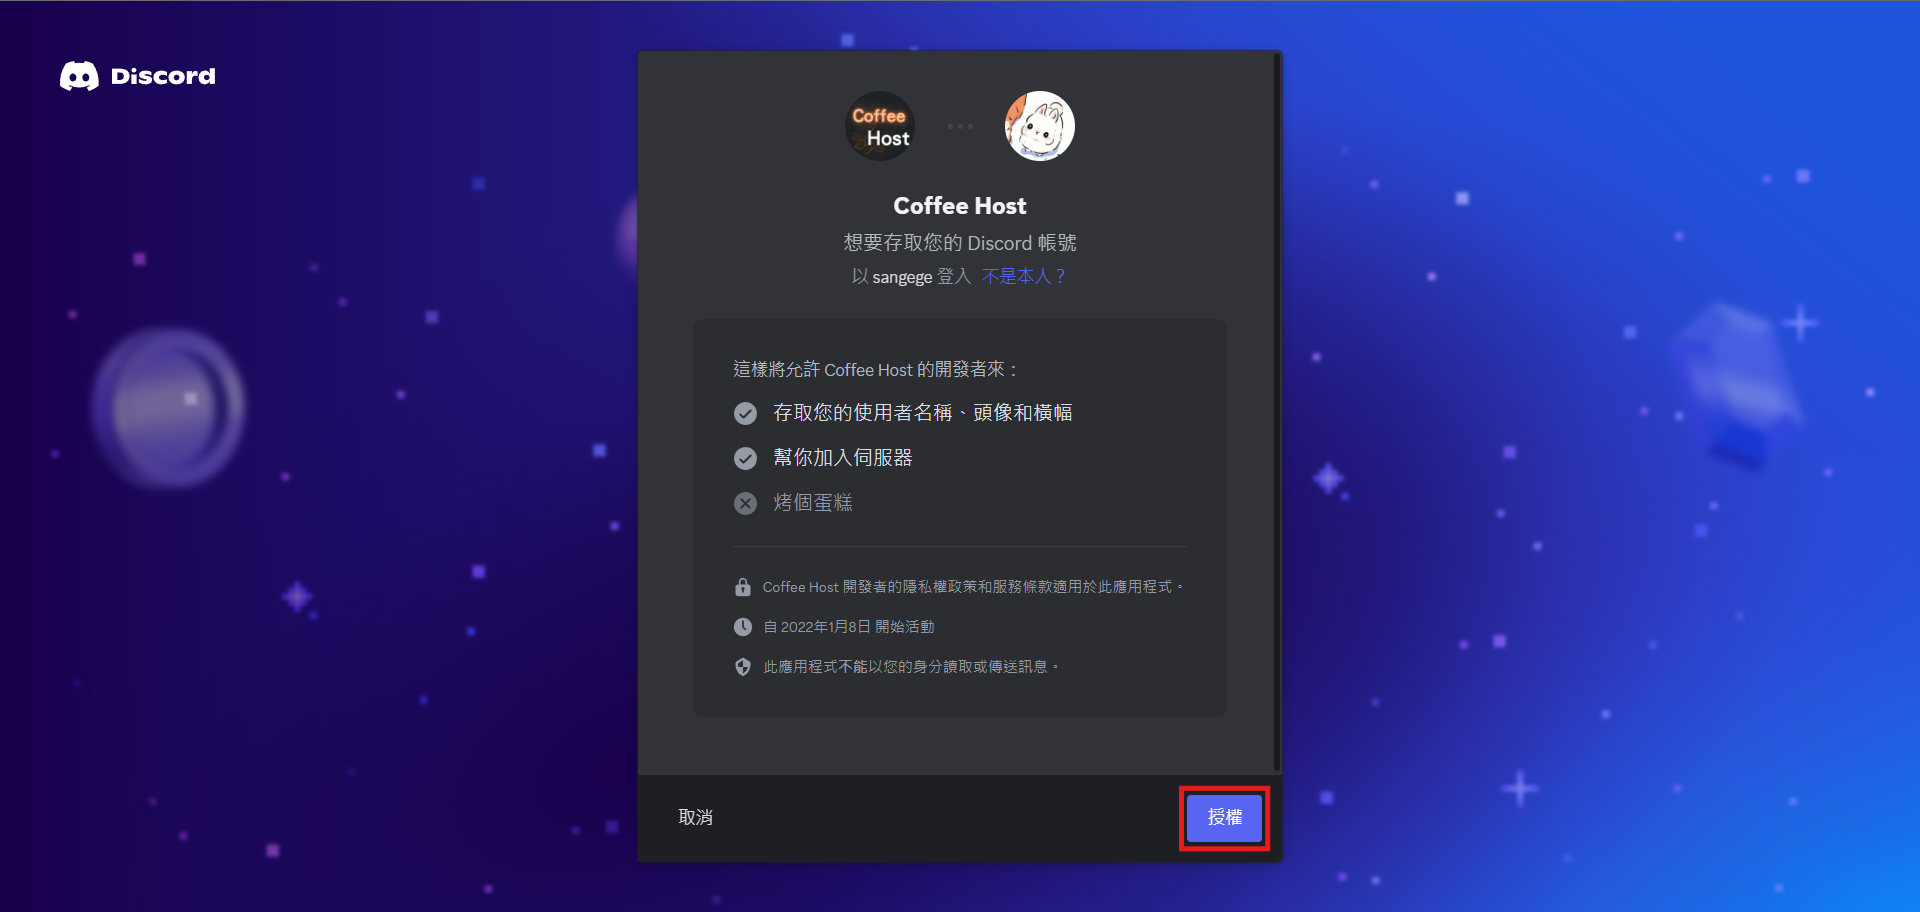 Discord
Coffee
Host
Coffee Host
想要存取您的 Discord 帳號
以 sangege 登入 不是本人？
這樣將允許 Coffee Host 的開發者來：
存取您的使用者名稱、頭像和橫幅
幫你加入伺服器
烤個蛋糕
Coffee Host 開發者的隱私權政策和服務條款適用於此應用程式。
自 2022年1月8日 開始活動
此應用程式不能以您的身分讀取或傳送訊息。
取消
授權